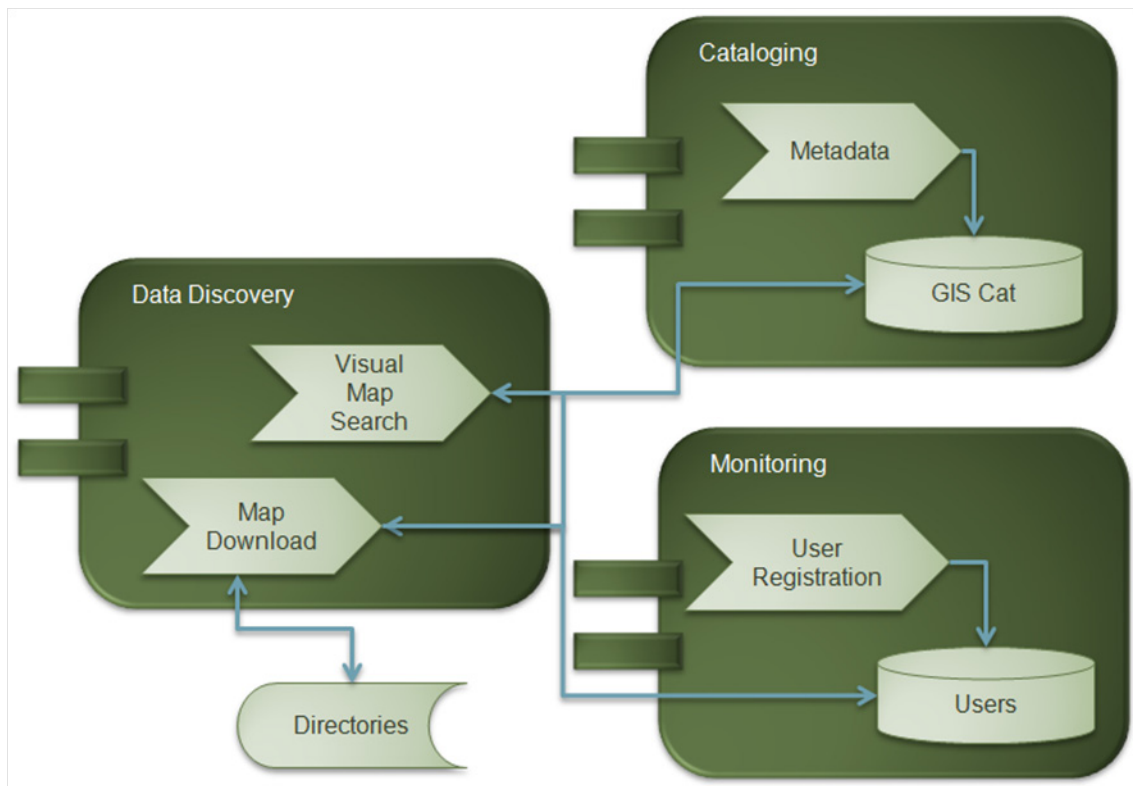 Cataloging
Metadata
GIS Cat
Data Discovery
Visual
Map
Search
Map
Download
Directories
Monitoring
User
Registration
Users